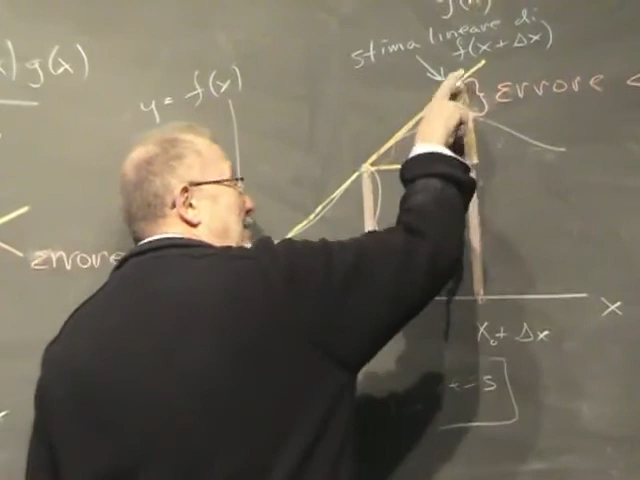 g(x)
stima lineare di
f(x+Δx)
) g(x)
y = f(x)
} errore <
errore
x
x₀ + Δx
- s